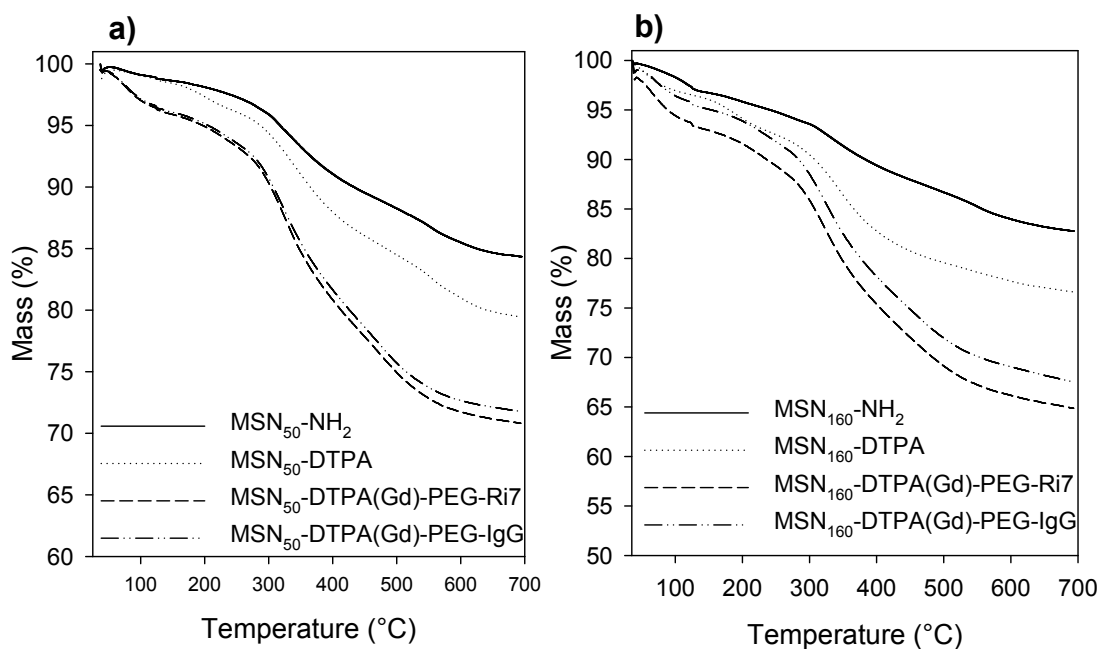 a)
100
95
90
85
80
75
70
65
60
Mass (%)
MSN50-NH2
MSN50-DTPA
MSN50-DTPA(Gd)-PEG-Ri7
MSN50-DTPA(Gd)-PEG-IgG
100 200 300 400 500 600 700
Temperature (°C)
b)
100
95
90
85
80
75
70
65
60
55
50
Mass (%)
MSN160-NH2
MSN160-DTPA
MSN160-DTPA(Gd)-PEG-Ri7
MSN160-DTPA(Gd)-PEG-IgG
100 200 300 400 500 600 700
Temperature (°C)